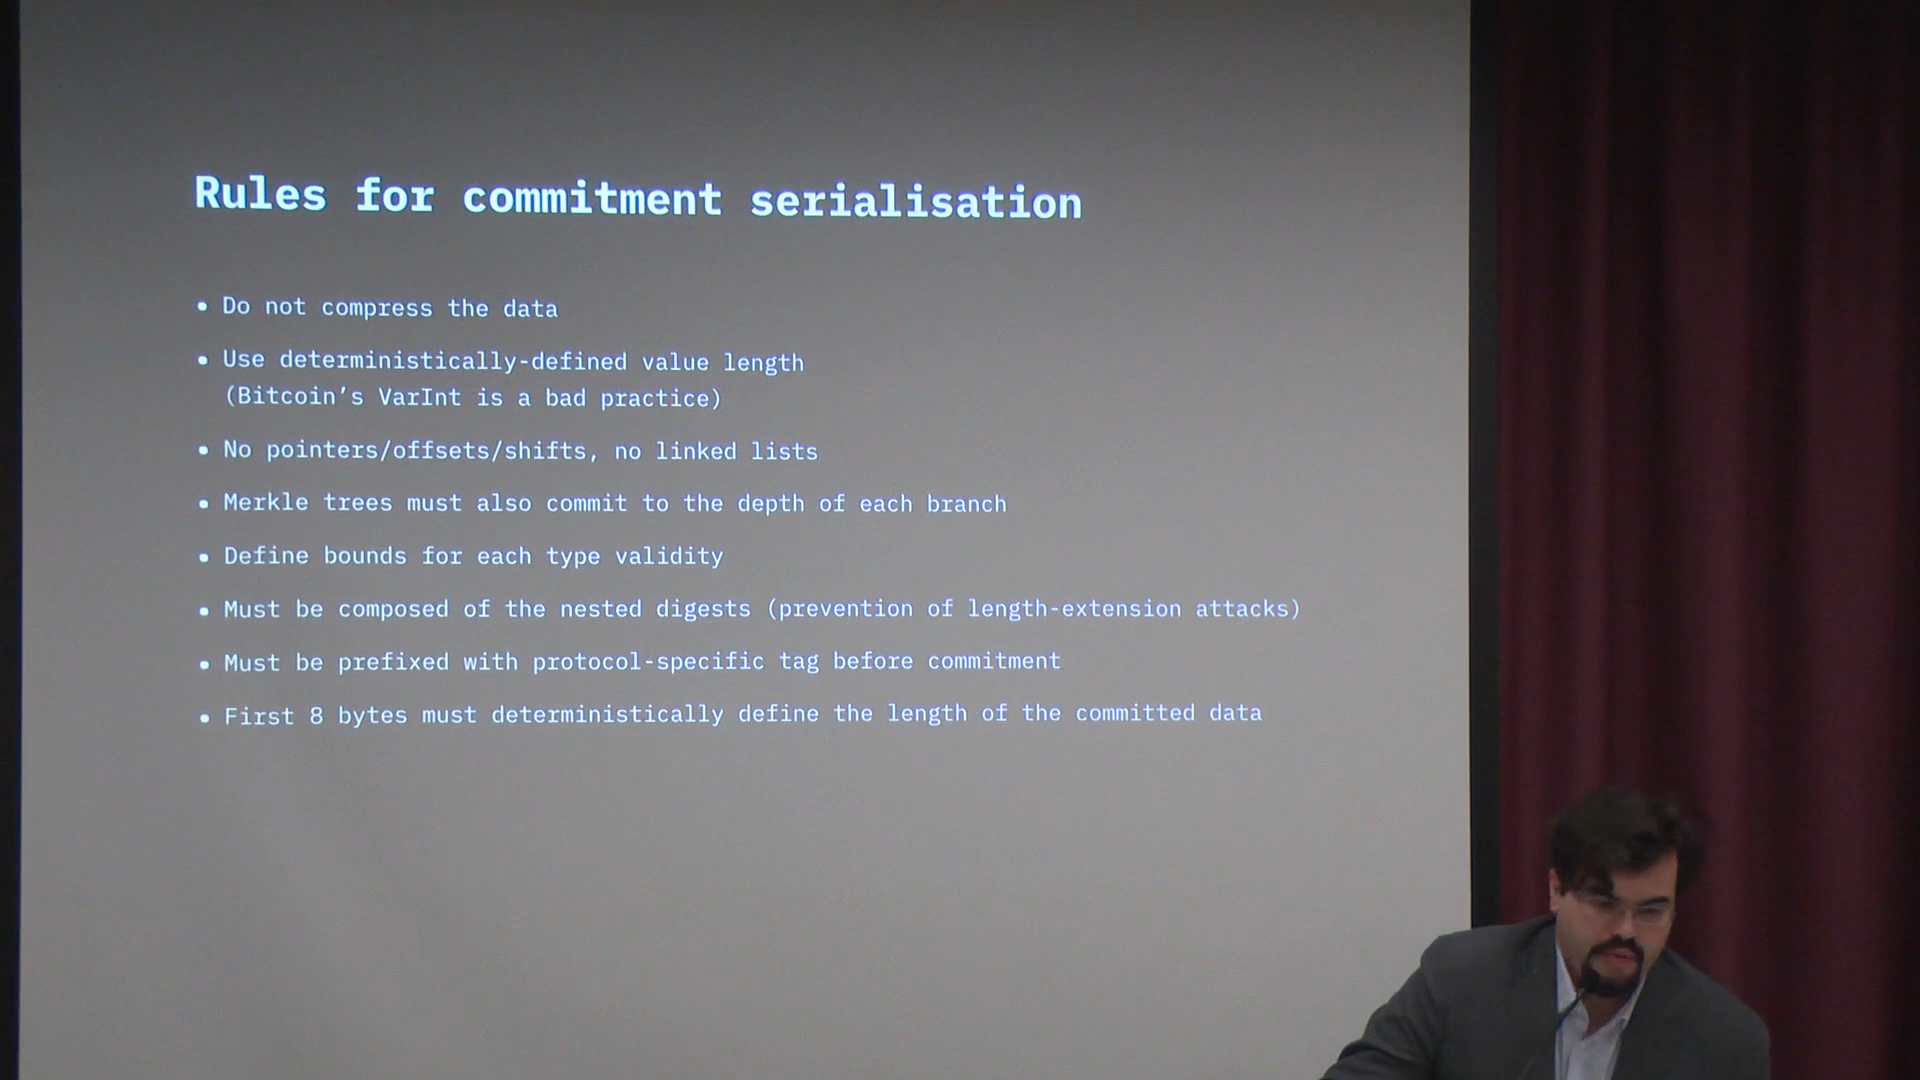 Rules for commitment serialisation
• Do not compress the data
• Use deterministically-defined value length
(Bitcoin’s VarInt is a bad practice)
• No pointers/offsets/shifts, no linked lists
• Merkle trees must also commit to the depth of each branch
• Define bounds for each type validity
• Must be composed of the nested digests (prevention of length-extension attacks)
• Must be prefixed with protocol-specific tag before commitment
• First 8 bytes must deterministically define the length of the committed data